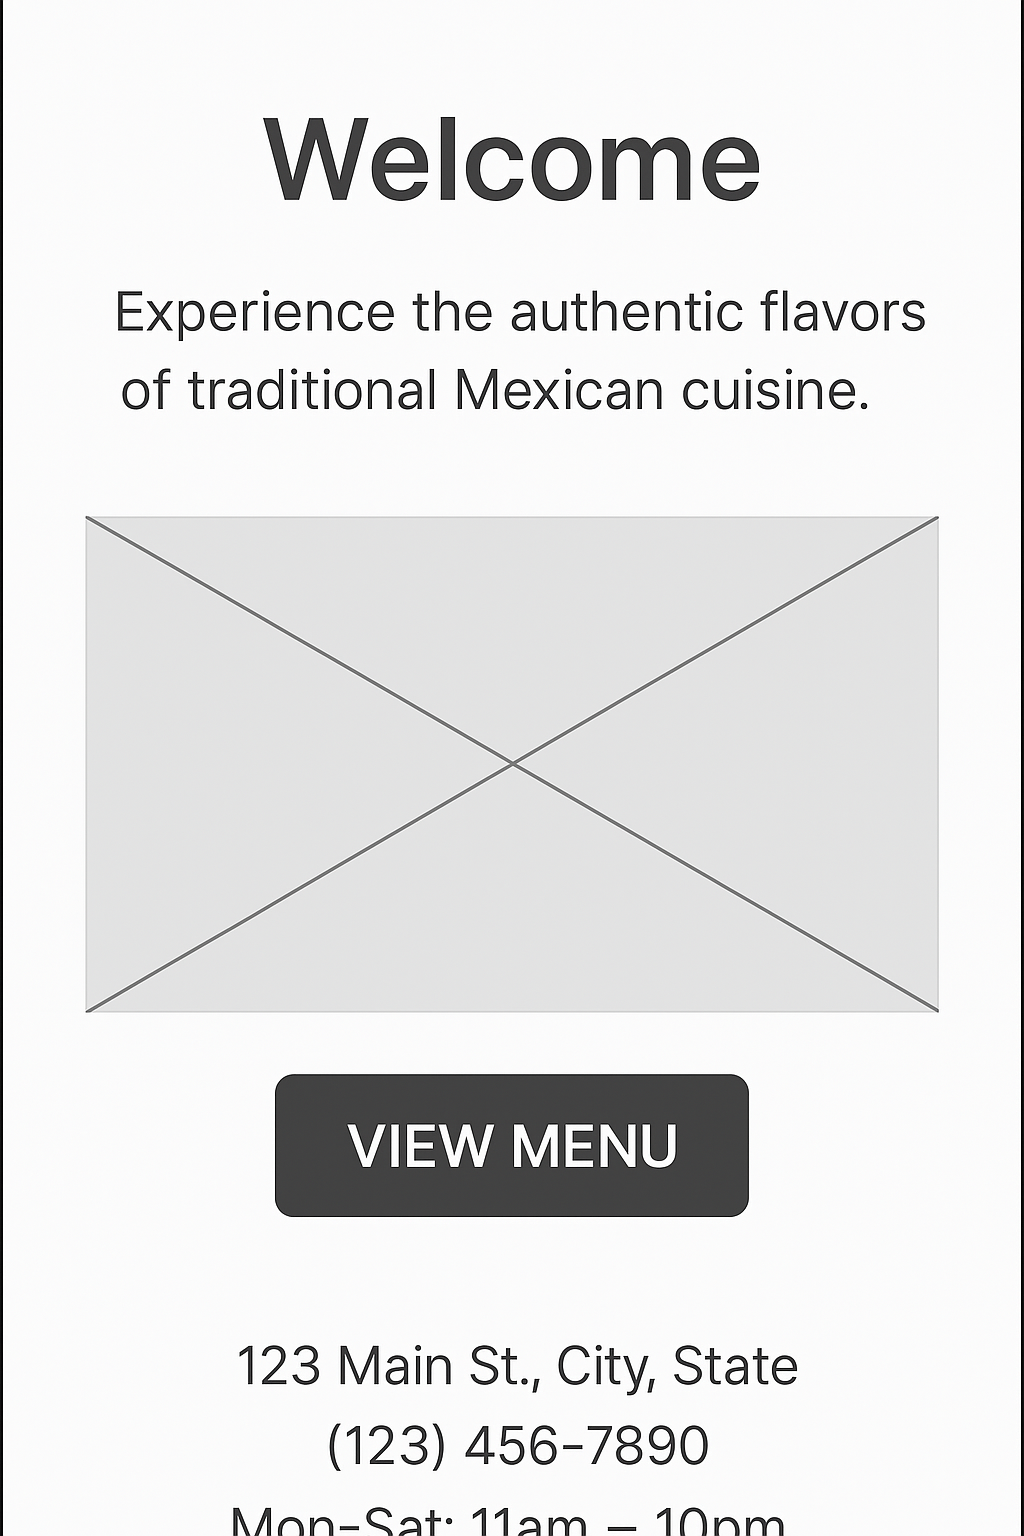 Welcome
Experience the authentic flavors
of traditional Mexican cuisine.
VIEW MENU
123 Main St., City, State
(123) 456-7890
Mon-Sat: 11am – 10pm